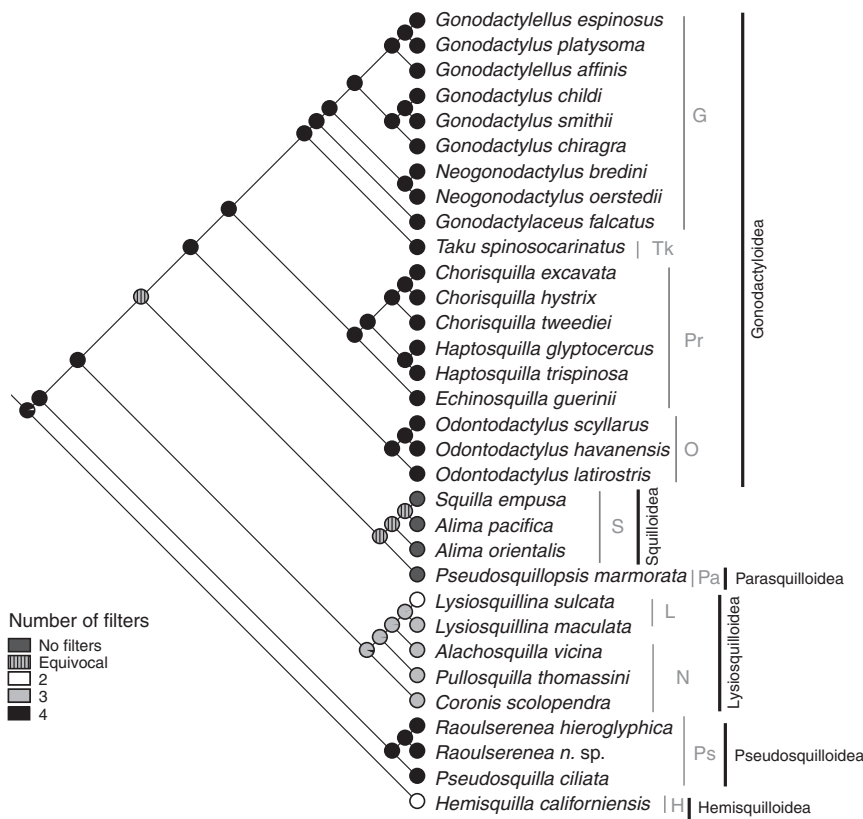 Gonodactylellus espinosus
Gonodactylus platysoma
Gonodactylellus affinis
Gonodactylus childi
Gonodactylus smithii
Gonodactylus chiragra
Neogonodactylus bredini
Neogonodactylus oerstedii
Gonodactylaceus falcatus
G
Taku spinosocarinatus
Tk
Chorisquilla excavata
Chorisquilla hystrix
Chorisquilla tweediei
Haptosquilla glyptocercus
Haptosquilla trispinosa
Echinosquilla guerinii
Pr
Odontodactylus scyllarus
Odontodactylus havanensis
Odontodactylus latirostris
O
Gonodactyloidea
Squilla empusa
Alima pacifica
Alima orientalis
S
Squilloidea
Pseudosquillopsis marmorata
Pa
Parasquilloidea
Lysiosquillina sulcata
Lysiosquillina maculata
L
Alachosquilla vicina
Pullosquilla thomassini
Coronis scolopendra
N
Lysiosquilloidea
Raoulserenea hieroglyphica
Raoulserenea n. sp.
Pseudosquilla ciliata
Ps
Pseudosquilloidea
Hemisquilla californiensis
H
Hemisquilloidea
Number of filters
No filters
Equivocal
2
3
4